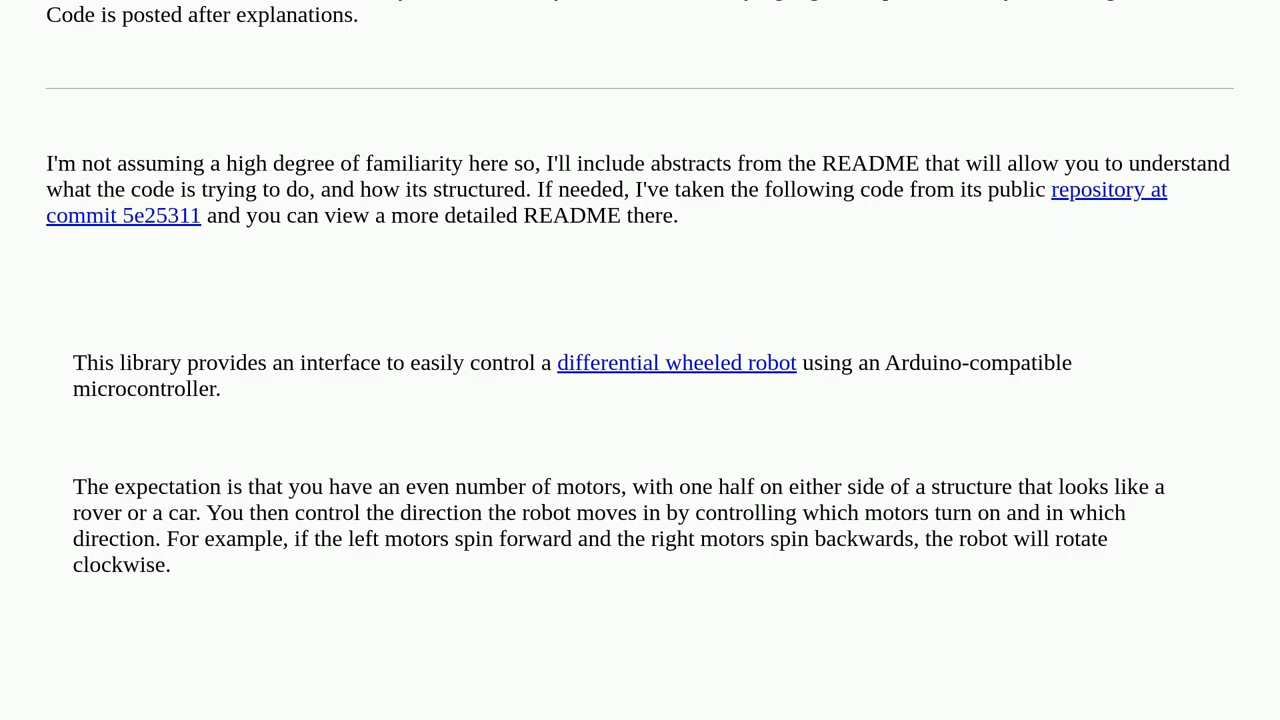 Code is posted after explanations.
I'm not assuming a high degree of familiarity here so, I'll include abstracts from the README that will allow you to understand
what the code is trying to do, and how its structured. If needed, I've taken the following code from its public repository at
commit 5e25311 and you can view a more detailed README there.
This library provides an interface to easily control a differential wheeled robot using an Arduino-compatible
microcontroller.
The expectation is that you have an even number of motors, with one half on either side of a structure that looks like a
rover or a car. You then control the direction the robot moves in by controlling which motors turn on and in which
direction. For example, if the left motors spin forward and the right motors spin backwards, the robot will rotate
clockwise.